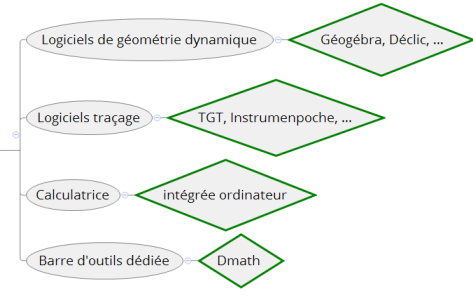 Logiciels de géométrie dynamique
Géogébra, Déclic, ...
Logiciels traçage
TGT, Instrumenpoche, ...
Calculatrice
intégrée ordinateur
Barre d'outils dédiée
Dmath